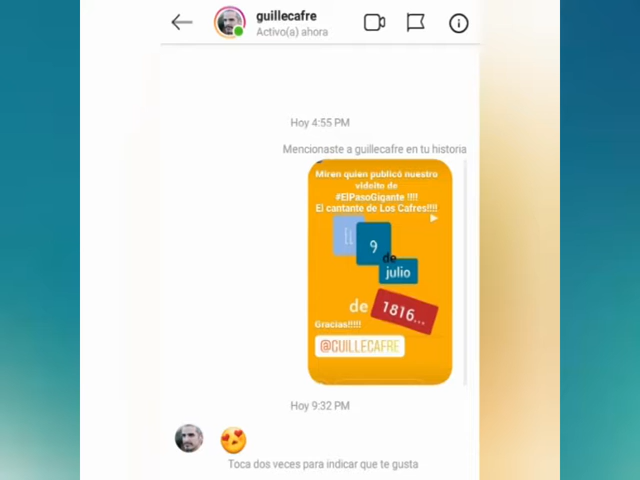 guillecafre
Activo(a) ahora
Hoy 4:55 PM
Mencionaste a guillecafre en tu historia
Miren quien publicó nuestro
videito de
#ElPasoGigante !!!!
El cantante de Los Cafres!!!!
El
9
de
julio
de
1816...
Gracias!!!!!
@GUILLECAFRE
Hoy 9:32 PM
Toca dos veces para indicar que te gusta